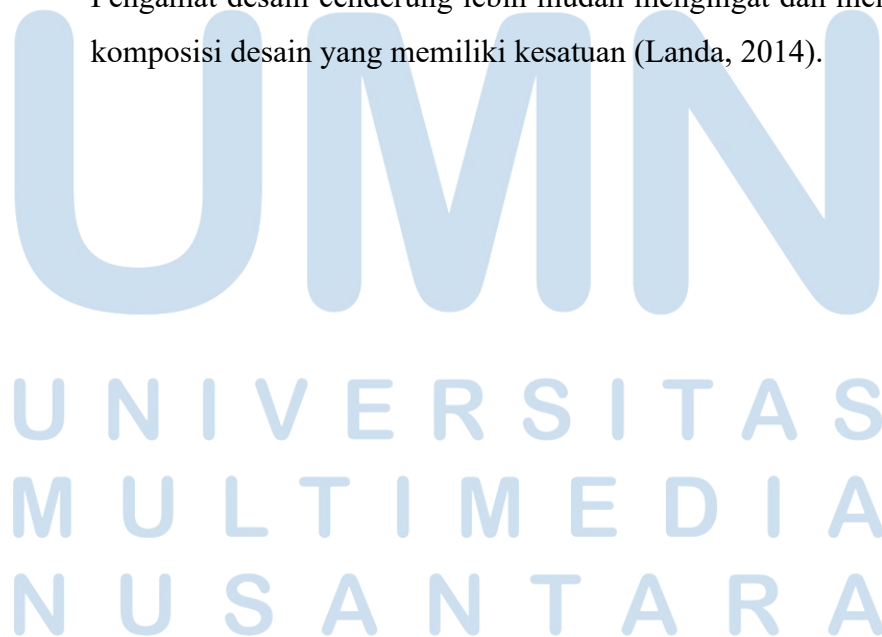 Pengamat desain cenderung lebih mudah mengingat dan
komposisi desain yang memiliki kesatuan (Landa, 2014).
UMN
UNIVERSITAS
MULTIMEDIA
NUSANTARA